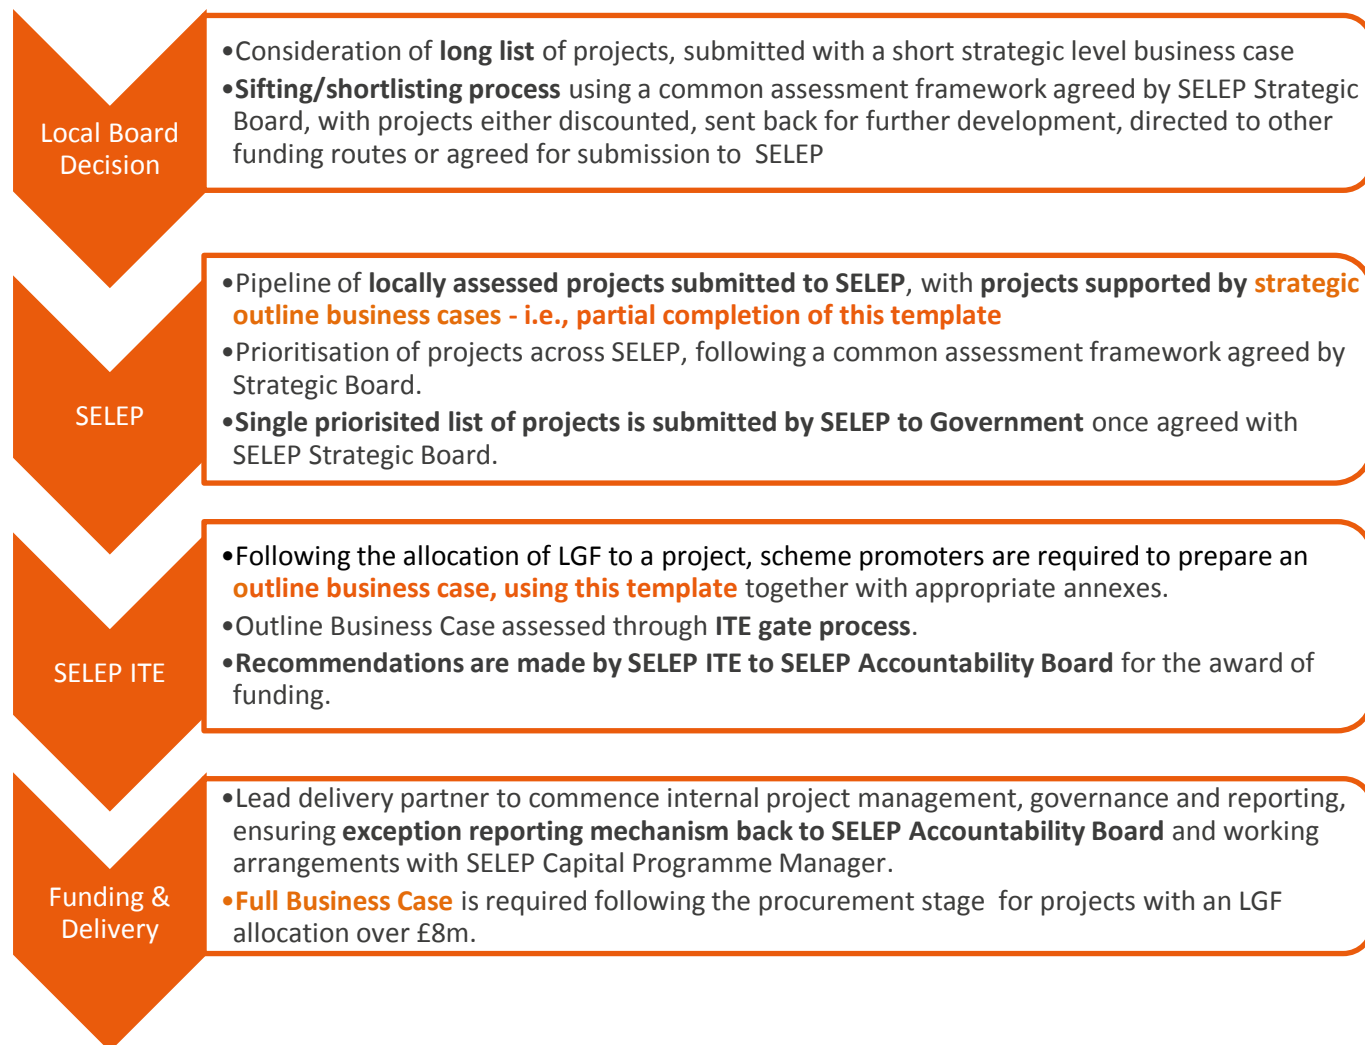 Local Board
Decision
•Consideration of long list of projects, submitted with a short strategic level business case
•Sifting/shortlisting process using a common assessment framework agreed by SELEP Strategic
Board, with projects either discounted, sent back for further development, directed to other
funding routes or agreed for submission to SELEP
SELEP
•Pipeline of locally assessed projects submitted to SELEP, with projects supported by strategic
outline business cases - i.e., partial completion of this template
•Prioritisation of projects across SELEP, following a common assessment framework agreed by
Strategic Board.
•Single priorisited list of projects is submitted by SELEP to Government once agreed with
SELEP Strategic Board.
SELEP ITE
•Following the allocation of LGF to a project, scheme promoters are required to prepare an
outline business case, using this template together with appropriate annexes.
•Outline Business Case assessed through ITE gate process.
•Recommendations are made by SELEP ITE to SELEP Accountability Board for the award of
funding.
Funding &
Delivery
•Lead delivery partner to commence internal project management, governance and reporting,
ensuring exception reporting mechanism back to SELEP Accountability Board and working
arrangements with SELEP Capital Programme Manager.
•Full Business Case is required following the procurement stage for projects with an LGF
allocation over £8m.